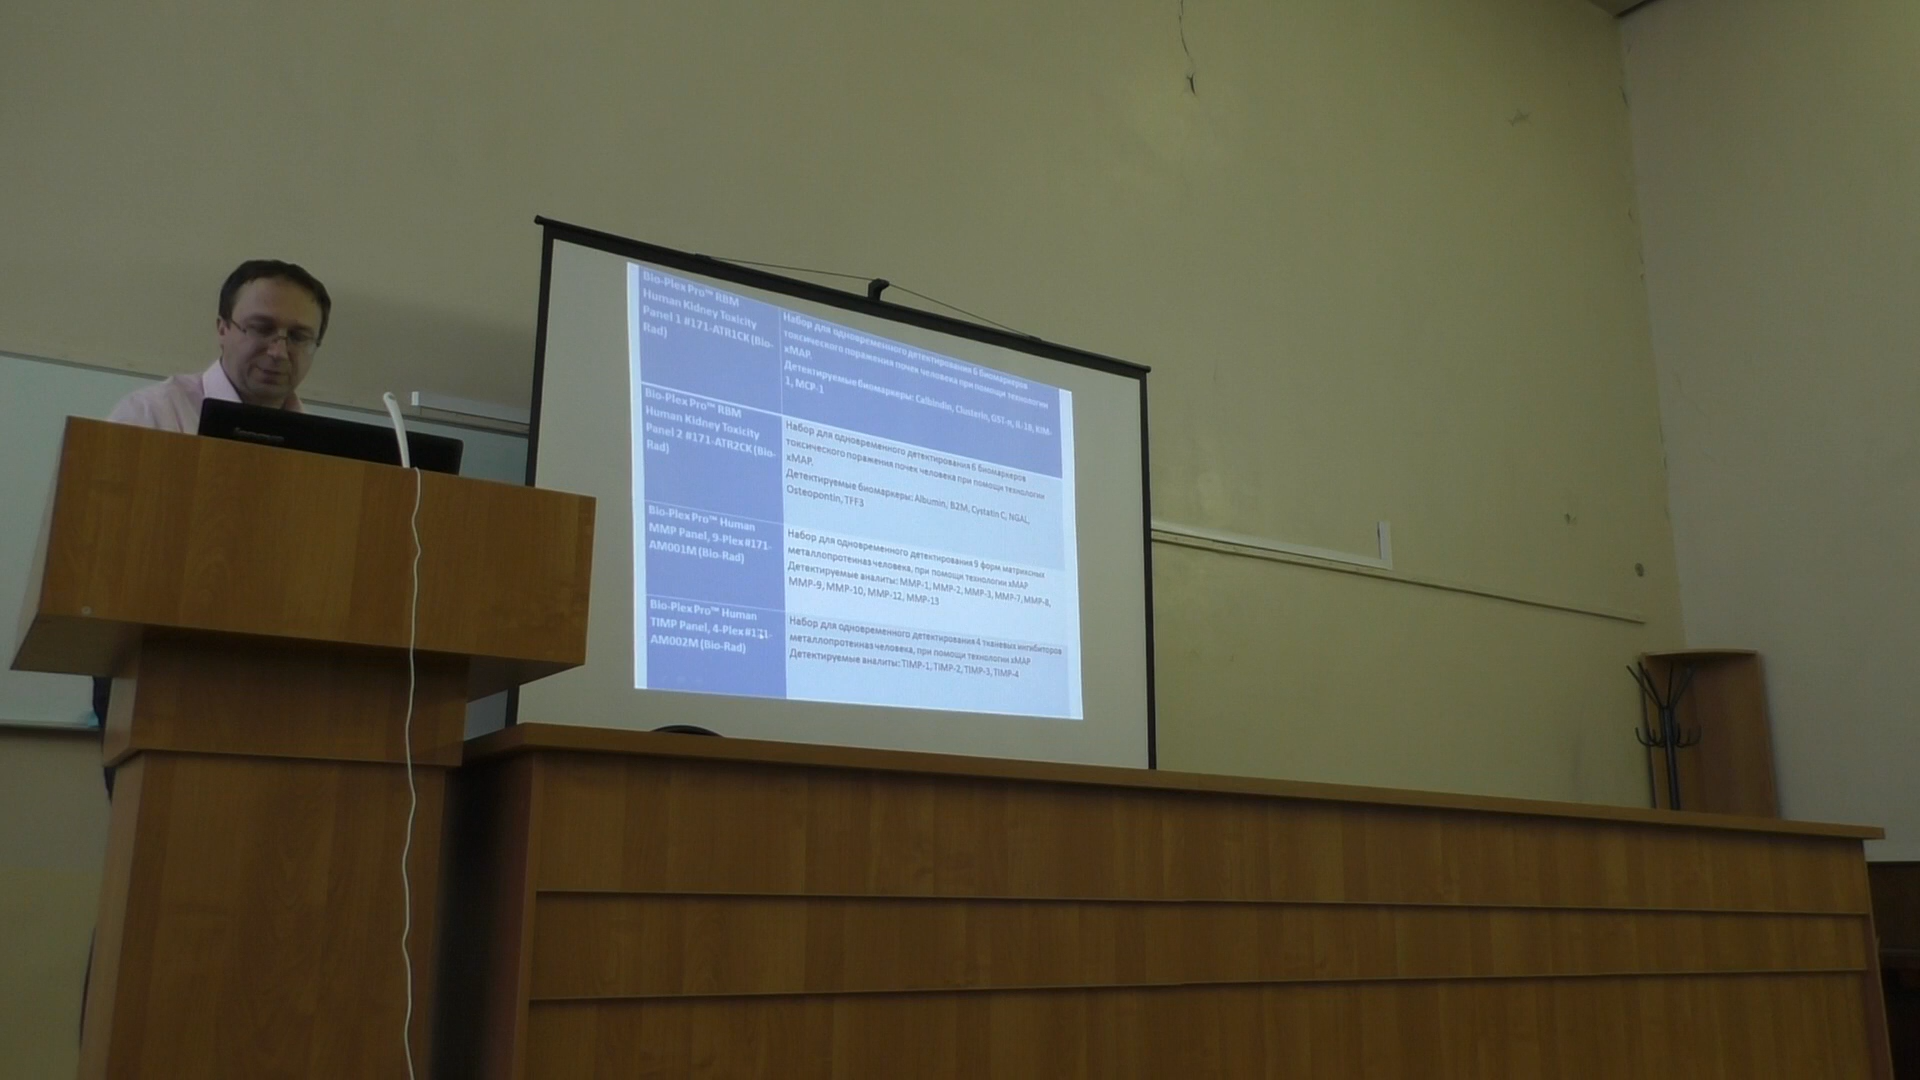 Bio-Plex Pro™ RBM
Human Kidney Toxicity
Panel 1 #171-ATR1CK (Bio-
Rad)
Набор для одновременного детектирования 6 биомаркеров
токсического поражения почек человека при помощи технологии
xMAP.
Детектируемые биомаркеры: Calbindin, Clusterin, GST-π, IL-18, KIM-
1, MCP-1
Bio-Plex Pro™ RBM
Human Kidney Toxicity
Panel 2 #171-ATR2CK (Bio-
Rad)
Набор для одновременного детектирования 6 биомаркеров
токсического поражения почек человека при помощи технологии
xMAP.
Детектируемые биомаркеры: Albumin, B2M, Cystatin C, NGAL,
Osteopontin, TFF3
Bio-Plex Pro™ Human
MMP Panel, 9-Plex #171-
AM001M (Bio-Rad)
Набор для одновременного детектирования 9 форм матриксных
металлопротеиназ человека, при помощи технологии xMAP
Детектируемые аналиты: MMP-1, MMP-2, MMP-3, MMP-7, MMP-8,
MMP-9, MMP-10, MMP-12, MMP-13
Bio-Plex Pro™ Human
TIMP Panel, 4-Plex #171-
AM002M (Bio-Rad)
Набор для одновременного детектирования 4 тканевых ингибиторов
металлопротеиназ человека, при помощи технологии xMAP
Детектируемые аналиты: TIMP-1, TIMP-2, TIMP-3, TIMP-4